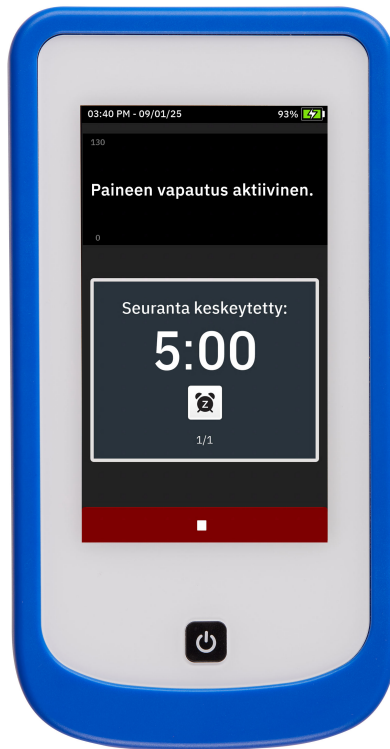 03:40 PM - 09/01/25 93%
130
Paineen vapautus aktiivinen.
0
Seuranta keskeytetty:
5:00
Z
1/1